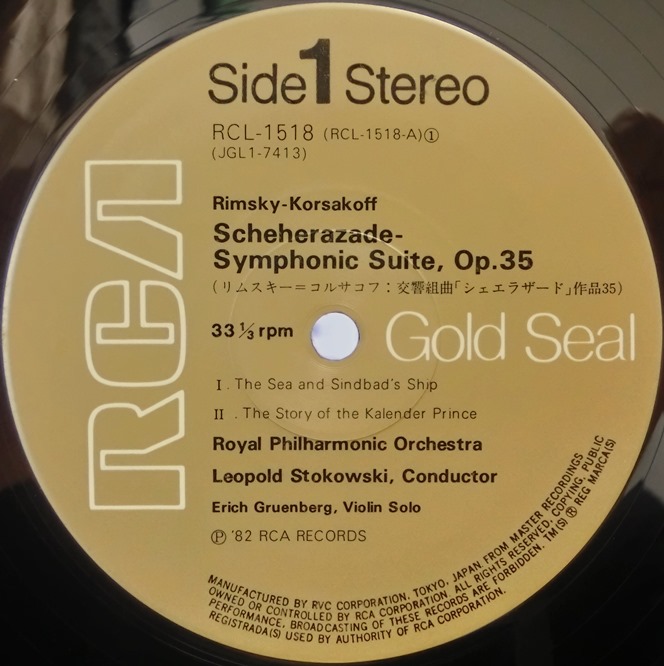 Side 1 Stereo
RCL-1518 (RCL-1518-A)①
(JGL1-7413)
RCA
Rimsky-Korsakoff
Scheherazade-
Symphonic Suite, Op.35
(リムスキー＝コルサコフ：交響組曲「シェエラザード」作品35)
33⅓rpm
Gold Seal
I. The Sea and Sindbad's Ship
II . The Story of the Kalender Prince
Royal Philharmonic Orchestra
Leopold Stokowski, Conductor
Erich Gruenberg, Violin Solo
Ⓟ '82 RCA RECORDS
MANUFACTURED BY RVC CORPORATION, TOKYO, JAPAN FROM MASTER RECORDINGS
OWNED OR CONTROLLED BY RCA CORPORATION. ALL RIGHTS RESERVED. COPYING, PUBLIC
PERFORMANCE, BROADCASTING OF THESE RECORDS ARE FORBIDDEN. TM(S) ® REG MARCA(S)
REGISTRADA(S) USED BY AUTHORITY OF RCA CORPORATION.